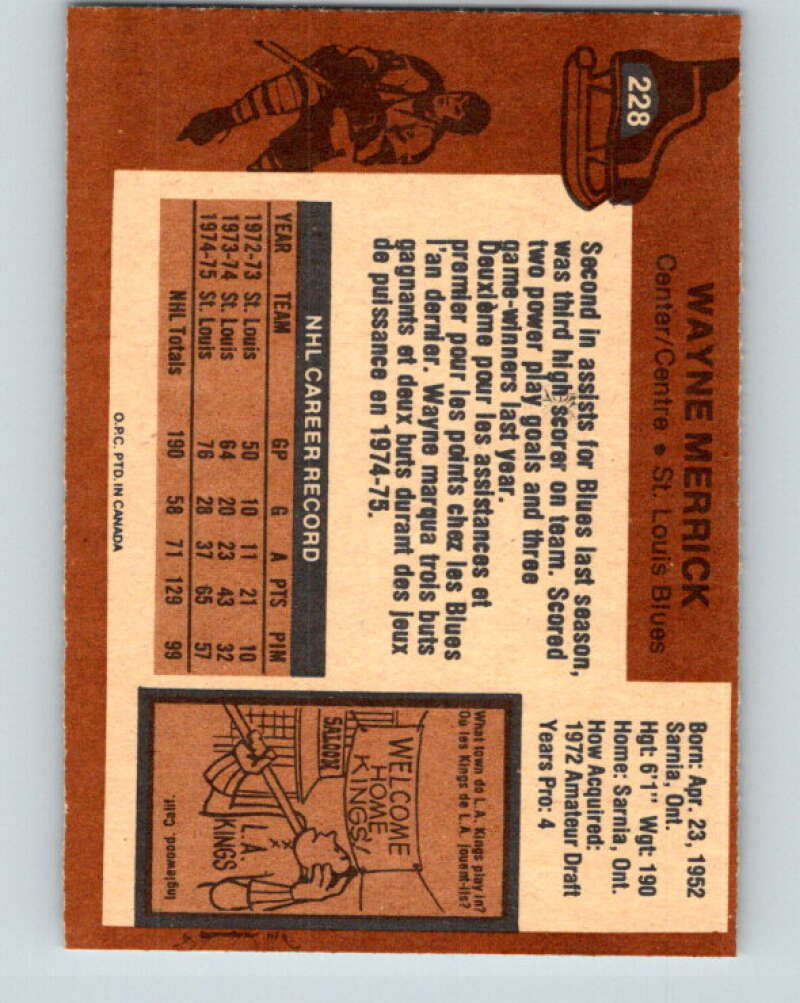 228
WAYNE MERRICK
Center/Centre • St. Louis Blues
Second in assists for Blues last season,
was third high scorer on team. Scored
two power play goals and three
game-winners last year.
Deuxième pour les assistances et
premier pour les points chez les Blues
l'an dernier. Wayne marqua trois buts
gagnants et deux buts durant des jeux
de puissance en 1974-75.
NHL CAREER RECORD
YEAR TEAM GP G A PTS PIM
1972-73 St. Louis 50 10 11 21 10
1973-74 St. Louis 64 20 23 43 32
1974-75 St. Louis 76 28 37 65 57
NHL Totals 190 58 71 129 99
O.P.C. PTD. IN CANADA
Born: Apr. 23, 1952
Sarnia, Ont.
Hgt: 6'1" Wgt: 190
Home: Sarnia, Ont.
How Acquired:
1972 Amateur Draft
Years Pro: 4
What town do L.A. Kings play in?
Où les Kings de L.A. jouent-ils?
WELCOME
HOME
KINGS!
SALOON
L.A.
KINGS
Inglewood, Calif.